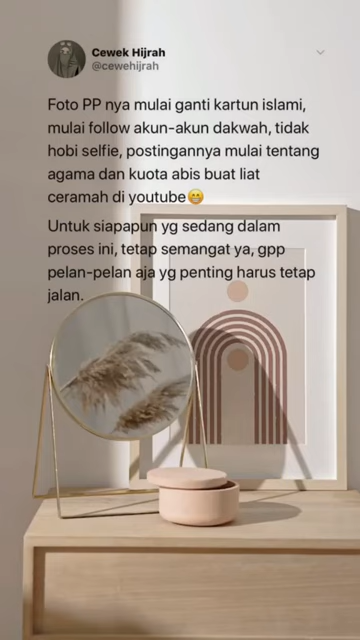 Cewek Hijrah
@cewehijrah
Foto PP nya mulai ganti kartun islami,
mulai follow akun-akun dakwah, tidak
hobi selfie, postingannya mulai tentang
agama dan kuota abis buat liat
ceramah di youtube😁
Untuk siapapun yg sedang dalam
proses ini, tetap semangat ya, gpp
pelan-pelan aja yg penting harus tetap
jalan.